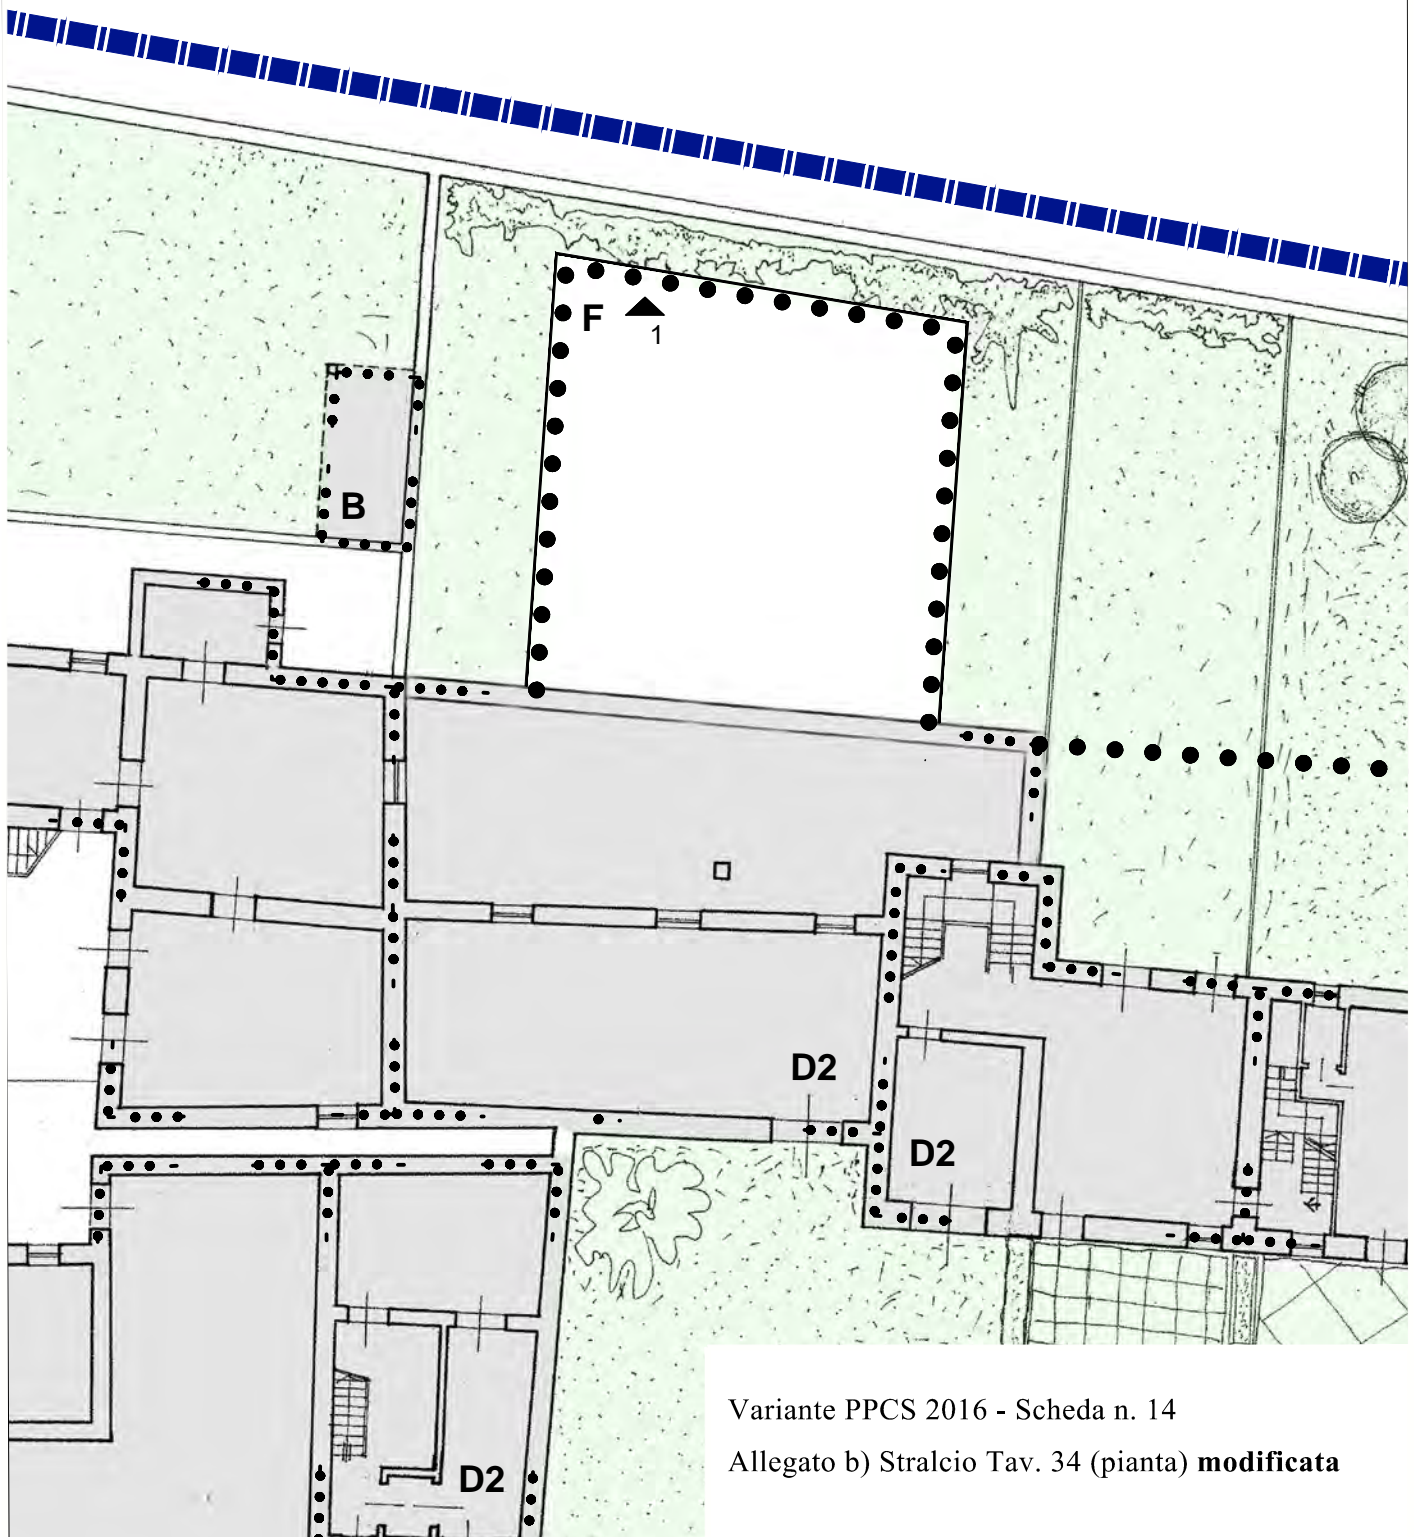 F
1
B
D2
D2
D2
Variante PPCS 2016 - Scheda n. 14
Allegato b) Stralcio Tav. 34 (pianta) modificata